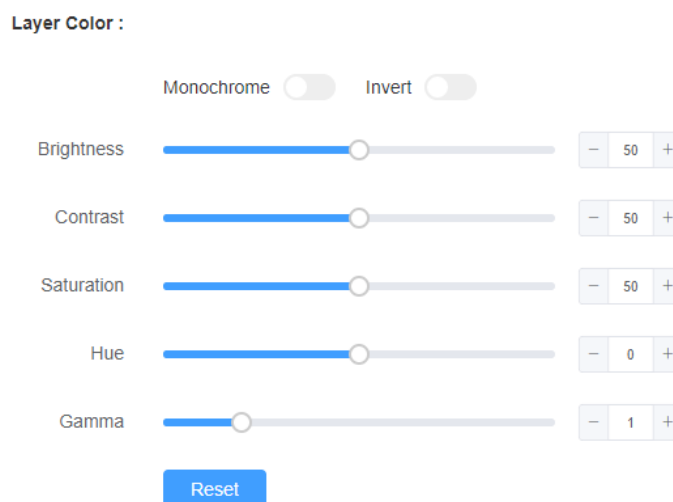 Layer Color :
Monochrome Invert
Brightness − 50 +
Contrast − 50 +
Saturation − 50 +
Hue − 0 +
Gamma − 1 +
Reset